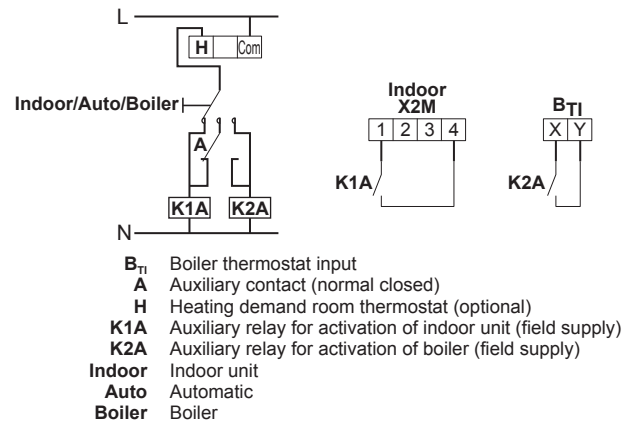 L
H Com
Indoor/Auto/Boiler
A
K1A K2A
N
Indoor
X2M
1 2 3 4
K1A
BTI
X Y
K2A
BTI Boiler thermostat input
A Auxiliary contact (normal closed)
H Heating demand room thermostat (optional)
K1A Auxiliary relay for activation of indoor unit (field supply)
K2A Auxiliary relay for activation of boiler (field supply)
Indoor Indoor unit
Auto Automatic
Boiler Boiler